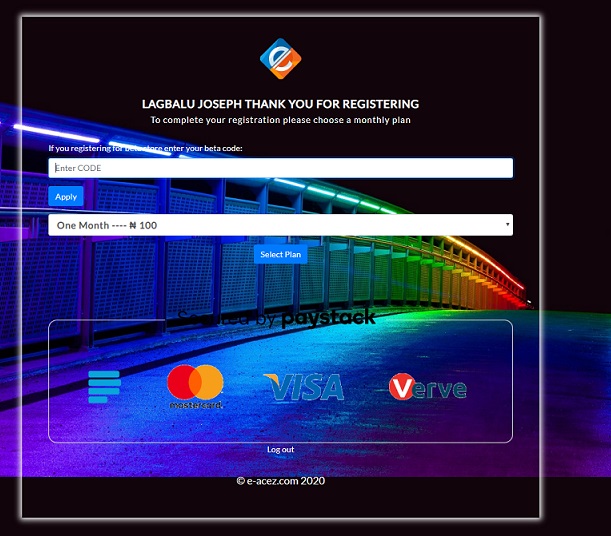 LAGBALU JOSEPH THANK YOU FOR REGISTERING
To complete your registration please choose a monthly plan
If you registering for beta store enter your beta code:
Enter CODE
Apply
One Month ---- ₦ 100
Select Plan
Secured by paystack
mastercard.
VISA
Verve
Log out
© e-acez.com 2020